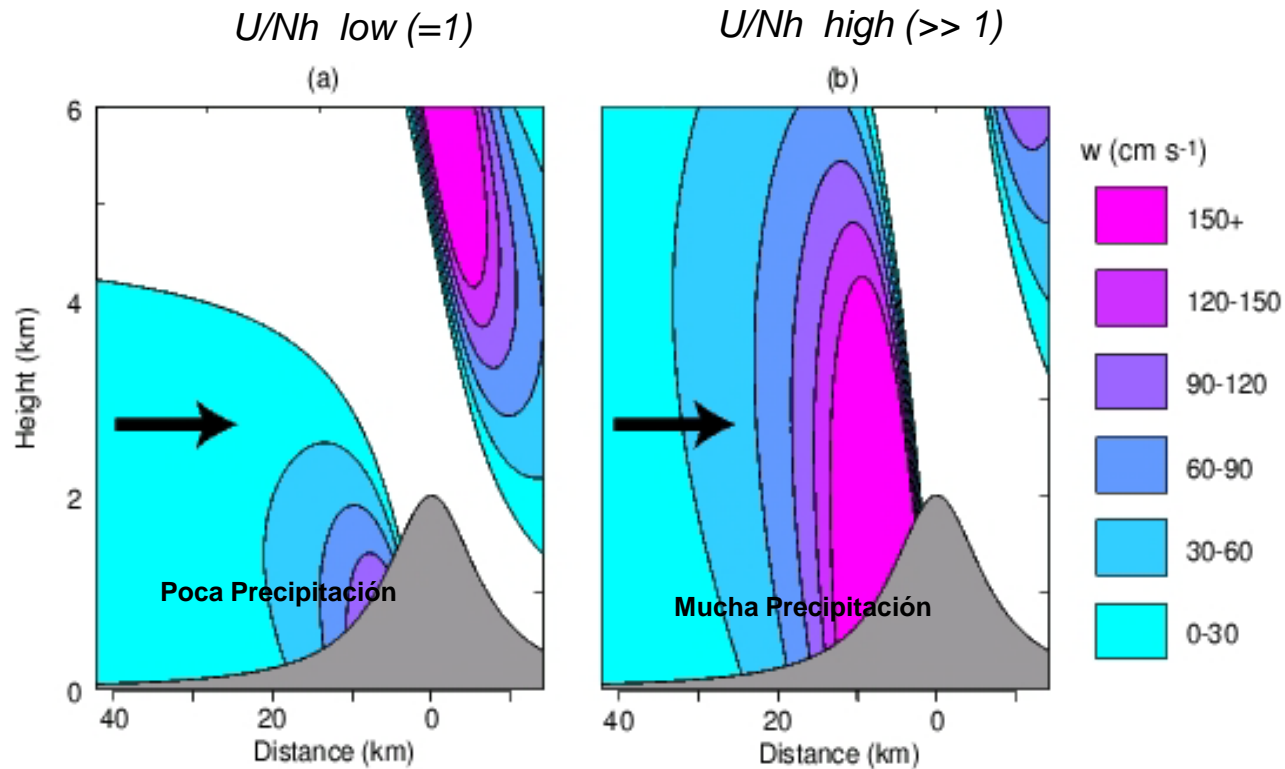 U/Nh low (=1)
U/Nh high (>> 1)
(a)
(b)
6
4
2
0
Height (km)
Poca Precipitación
Mucha Precipitación
40
20
0
Distance (km)
40
20
0
Distance (km)
w (cm s-1)
150+
120-150
90-120
60-90
30-60
0-30